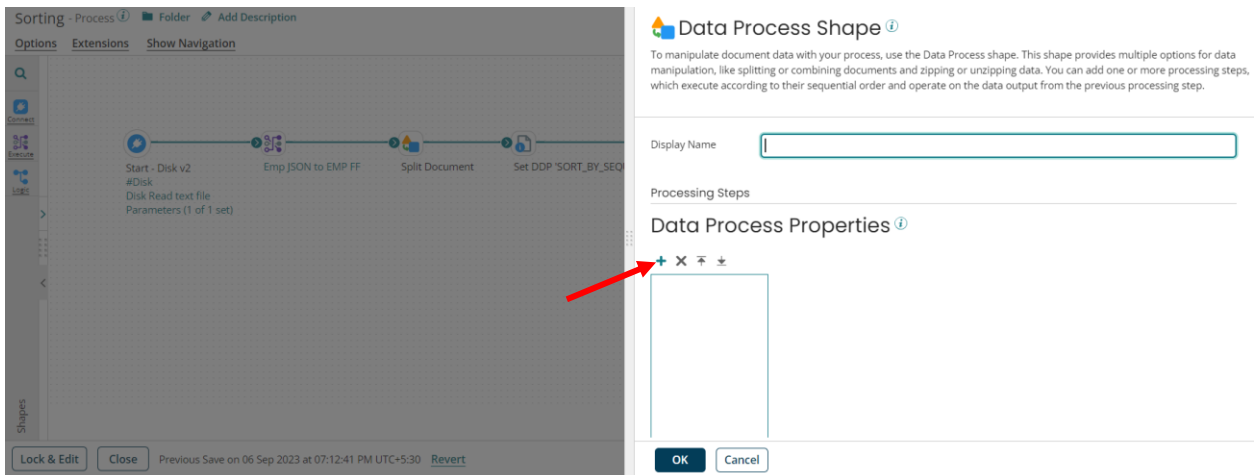 Sorting - Process Folder Add Description
Options Extensions Show Navigation
Connect
Execute
Logic
Start - Disk v2
#Disk
Disk Read text file
Parameters (1 of 1 set)
Emp JSON to EMP FF
Split Document
Set DDP 'SORT_BY_SEQU
Shapes
Lock & Edit Close Previous Save on 06 Sep 2023 at 07:12:41 PM UTC+5:30 Revert
Data Process Shape
To manipulate document data with your process, use the Data Process shape. This shape provides multiple options for data
manipulation, like splitting or combining documents and zipping or unzipping data. You can add one or more processing steps,
which execute according to their sequential order and operate on the data output from the previous processing step.
Display Name
Processing Steps
Data Process Properties
OK Cancel